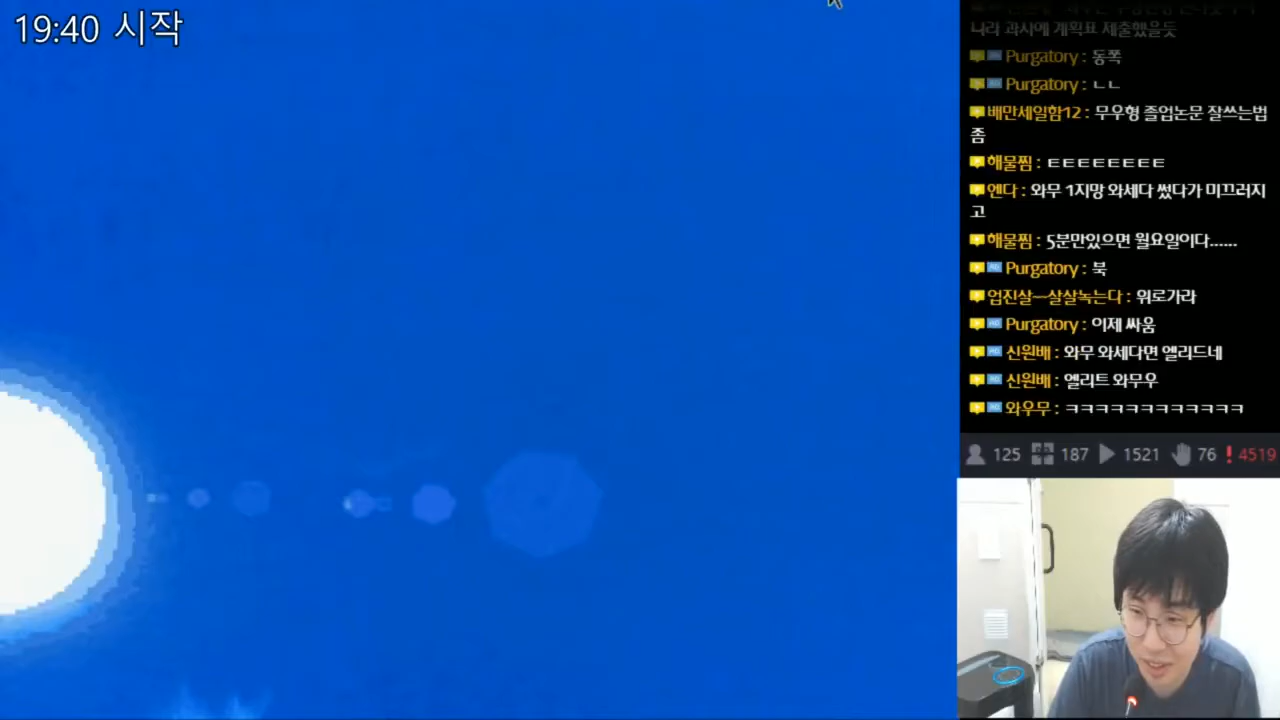 19:40 시작
나라 과사에 계획표 제출했을듯
Purgatory : 동쪽
Purgatory : ㄴㄴ
배만세일함12 : 무우형 졸업논문 잘쓰는법
좀
해물찜 : ㅌㅌㅌㅌㅌㅌㅌㅌ
엔다 : 와무 1지망 와세다 썼다가 미끄러지
고
해물찜 : 5분만있으면 월요일이다......
Purgatory : 북
업진살~~살살녹는다 : 위로가라
Purgatory : 이제 싸움
신원배 : 와무 와세다면 엘리드네
신원배 : 엘리트 와무우
와우무 : ㅋㅋㅋㅋㅋㅋㅋㅋㅋㅋㅋㅋ
125 187 1521 76 4519